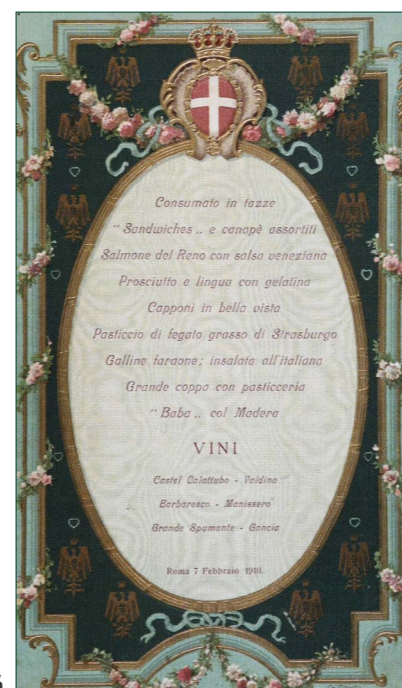 Consumato in tazze
“ Sandwiches „ e canapè assortiti
Salmone del Reno con salsa veneziana
Prosciutto e lingua con gelatina
Capponi in bella vista
Pasticcio di fegato grasso di Strasburgo
Galline faraone; insalata all'italiana
Grande coppa con pasticceria
“ Baba „ col Madera
VINI
Castel Calattubo - Valdina
Barbaresco - Manissero
Grande Spumante - Gancia
Roma 7 Febbraio 1910.